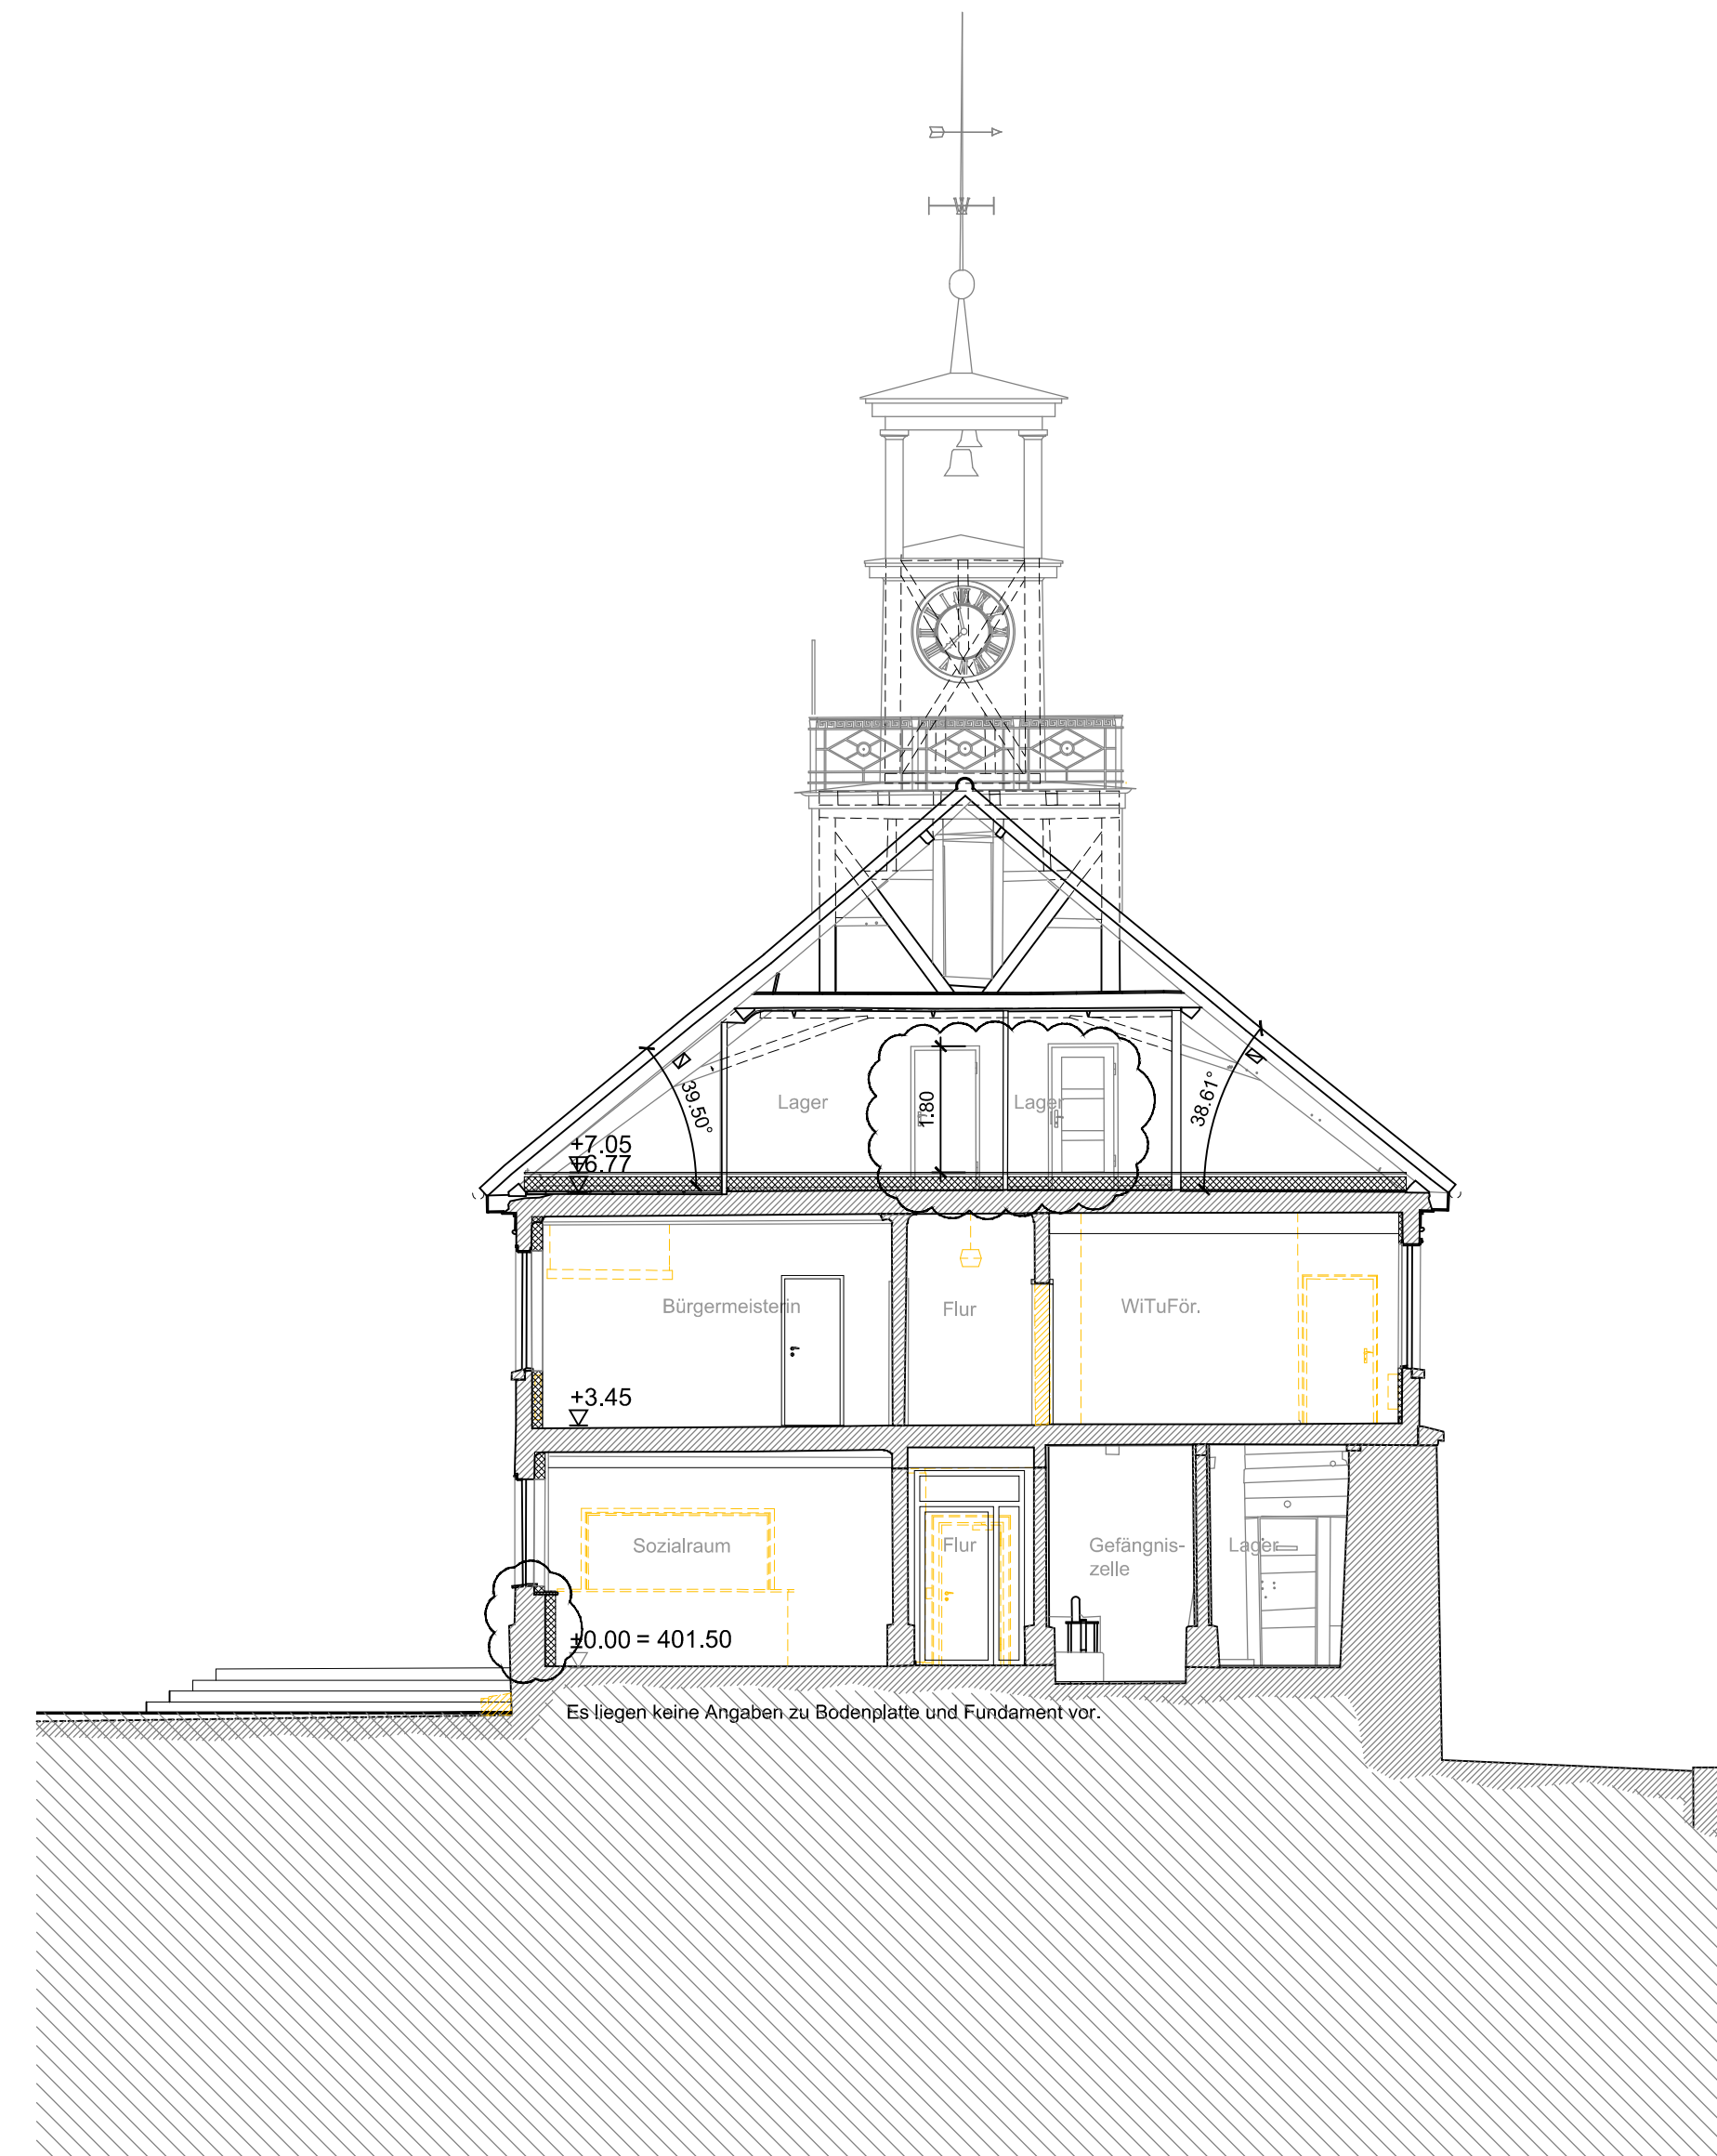 W
Lager
1.80
Lager
39.50°
38.61°
+7.05
+6.77
Bürgermeisterin
Flur
WiTuFör.
+3.45
Sozialraum
Flur
Gefängnis-
zelle
Lager
±0.00 = 401.50
Es liegen keine Angaben zu Bodenplatte und Fundament vor.